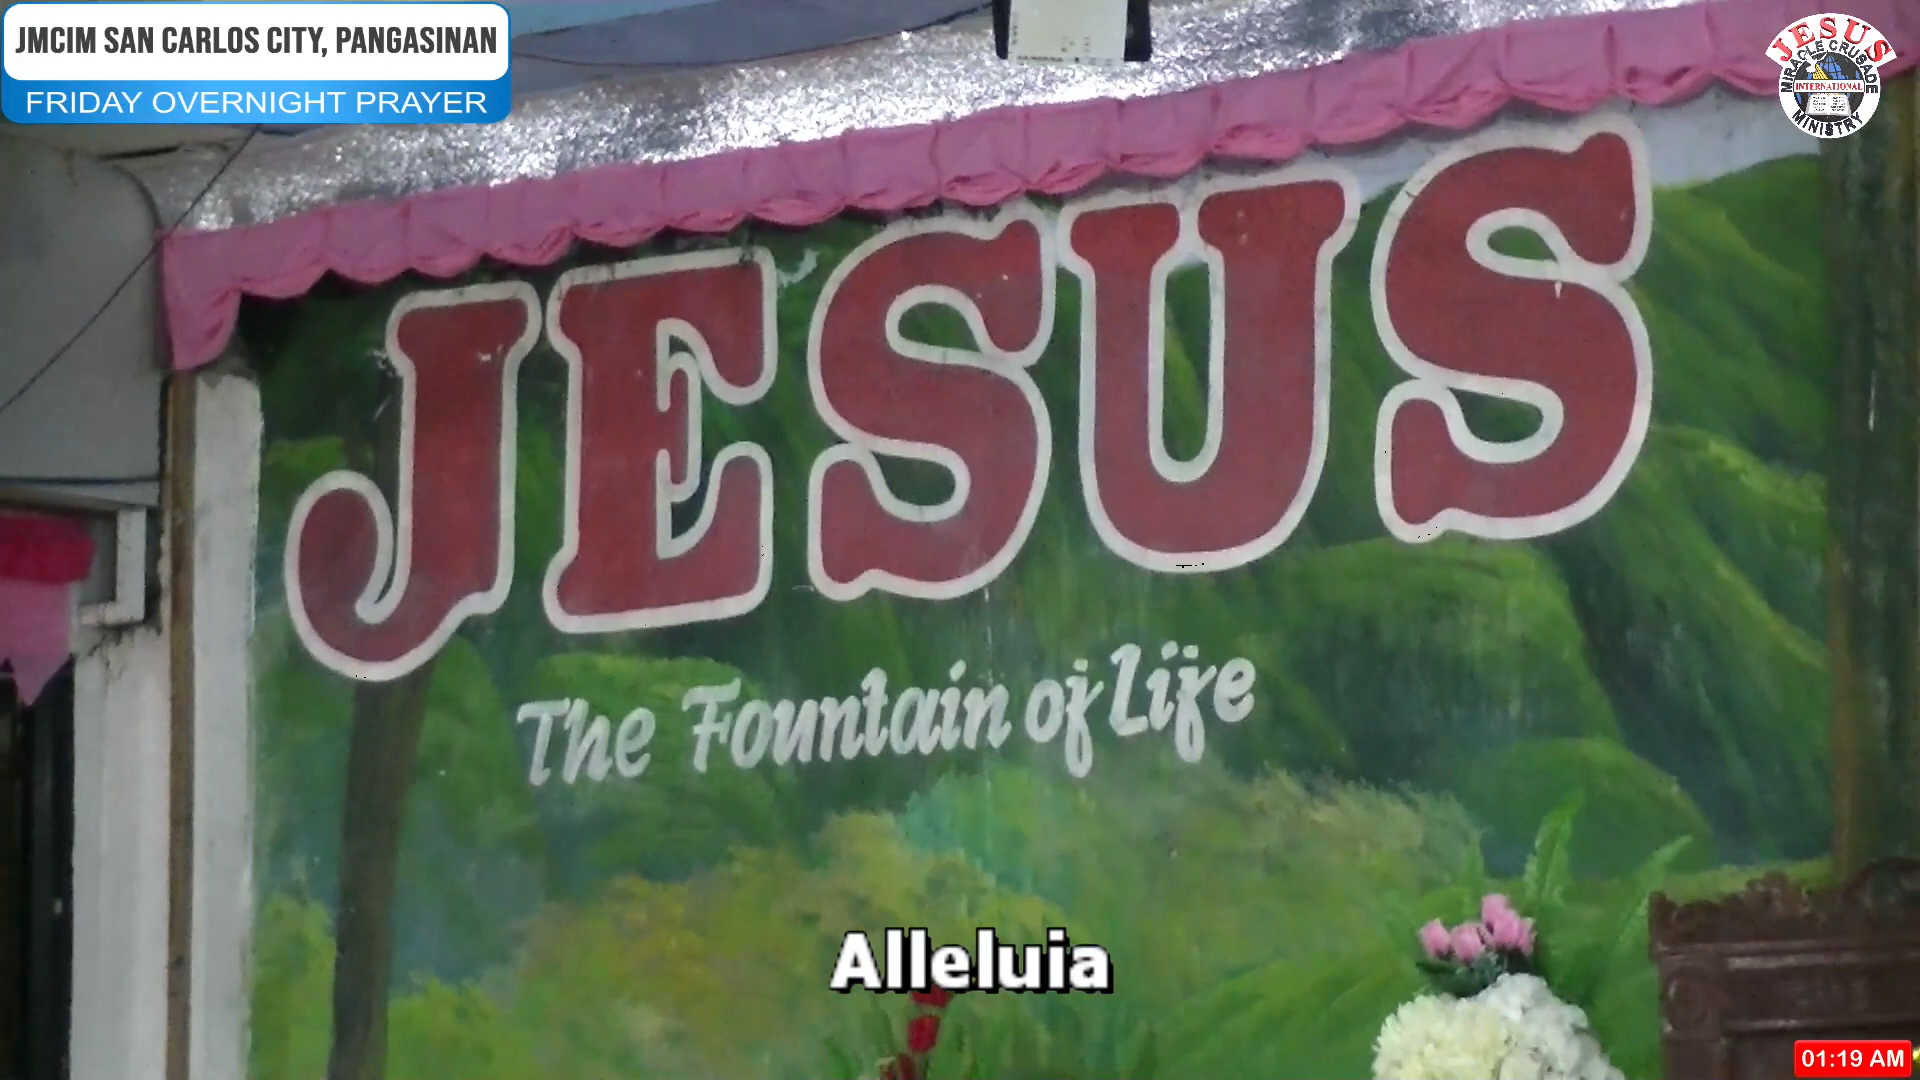 JMCIM SAN CARLOS CITY, PANGASINAN
FRIDAY OVERNIGHT PRAYER
JESUS
MIRACLE CRUSADE
INTERNATIONAL
MINISTRY
JESUS
The Fountain of Life
Alleluia
01:19 AM